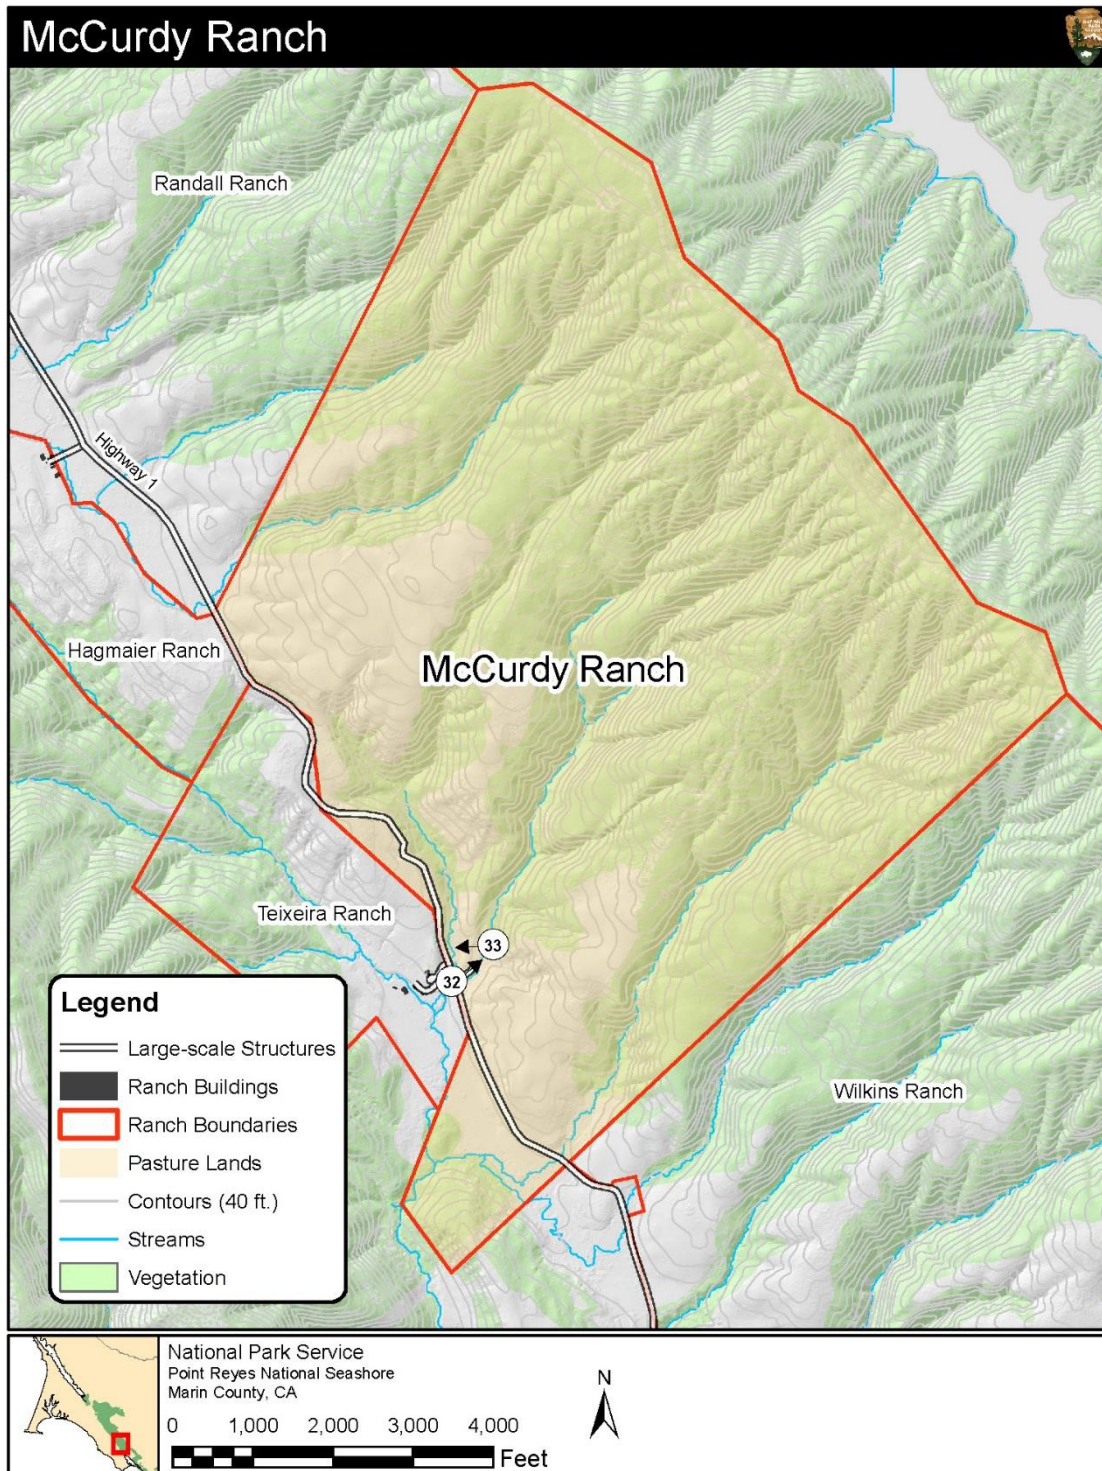 McCurdy Ranch
Randall Ranch
Highway 1
Hagmaier Ranch
McCurdy Ranch
Teixeira Ranch
33
32
Wilkins Ranch
Legend
Large-scale Structures
Ranch Buildings
Ranch Boundaries
Pasture Lands
Contours (40 ft.)
Streams
Vegetation
National Park Service
Point Reyes National Seashore
Marin County, CA
N
0 1,000 2,000 3,000 4,000
Feet